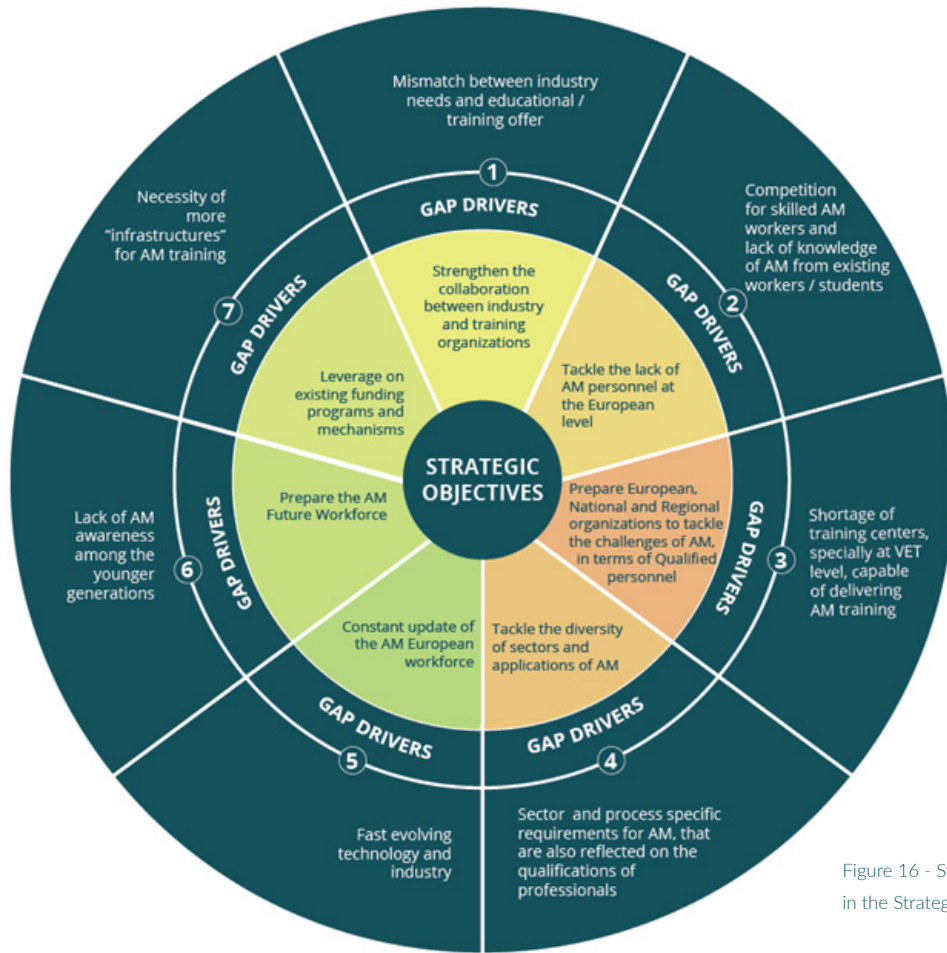 Mismatch between industry
needs and educational /
training offer
1
GAP DRIVERS
Strengthen the
collaboration
between industry
and training
organizations
Competition
for skilled AM
workers and
lack of knowledge
of AM from existing
workers / students
2
GAP DRIVERS
Tackle the lack of
AM personnel at
the European
level
Shortage of
training centers,
specially at VET
level, capable
of delivering
AM training
3
GAP DRIVERS
Prepare European,
National and Regional
organizations to tackle
the challenges of AM,
in terms of Qualified
personnel
Sector and process specific
requirements for AM, that
are also reflected on the
qualifications of
professionals
4
GAP DRIVERS
Tackle the diversity
of sectors and
applications of AM
Fast evolving
technology and
industry
5
GAP DRIVERS
Constant update of
the AM European
workforce
Lack of AM
awareness
among the
younger
generations
6
GAP DRIVERS
Prepare the AM
Future Workforce
Necessity of
more
"infrastructures"
for AM training
7
GAP DRIVERS
Leverage on
existing funding
programs and
mechanisms
STRATEGIC
OBJECTIVES
Figure 16 - S
in the Strateg